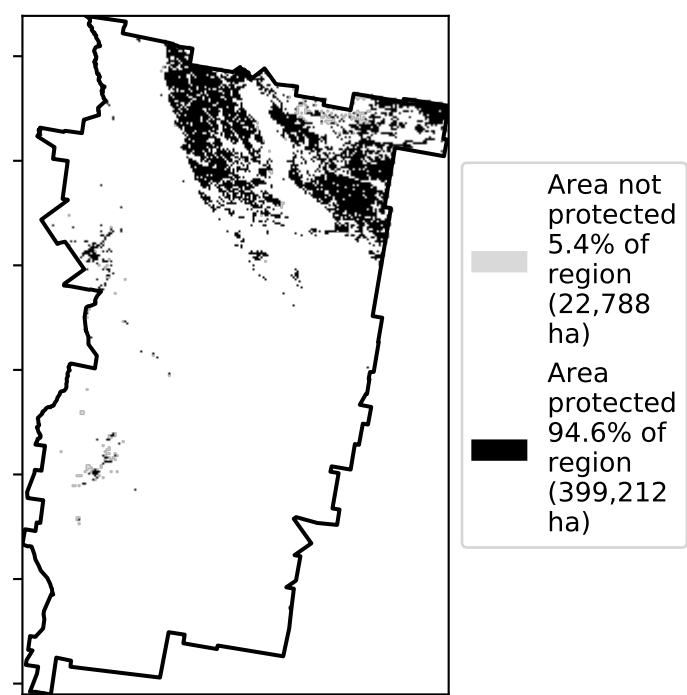 Area not
protected
5.4% of
region
(22,788
ha)
Area
protected
94.6% of
region
(399,212
ha)